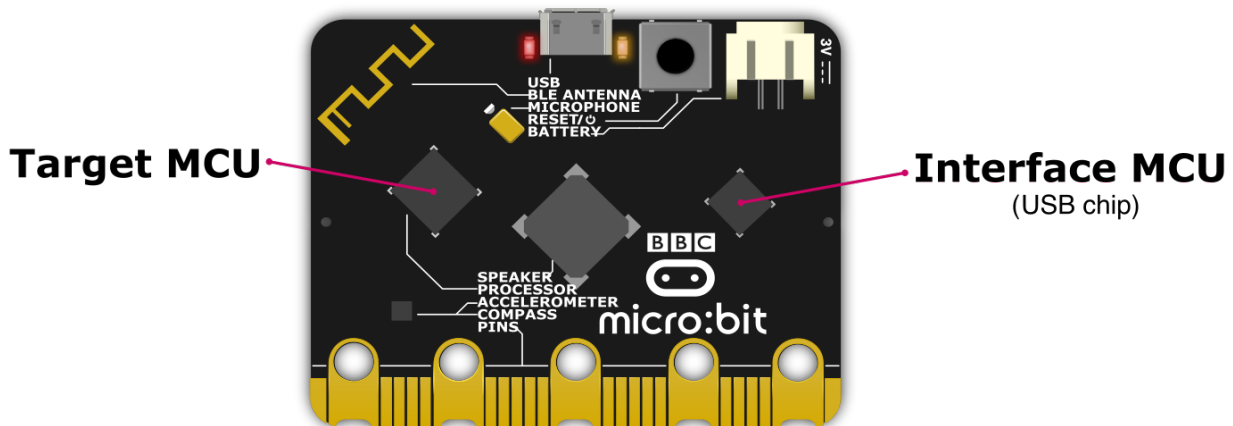 3V
USB
BLE ANTENNA
MICROPHONE
RESET/⏻
BATTERY
Target MCU
Interface MCU
(USB chip)
BBC
SPEAKER
PROCESSOR
ACCELEROMETER
COMPASS
PINS
micro:bit